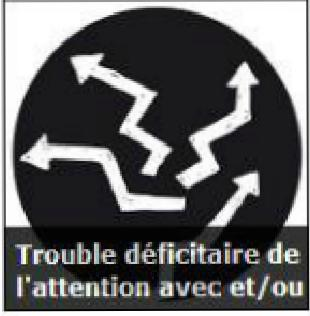 Trouble déficitaire de
l'attention avec et/ou